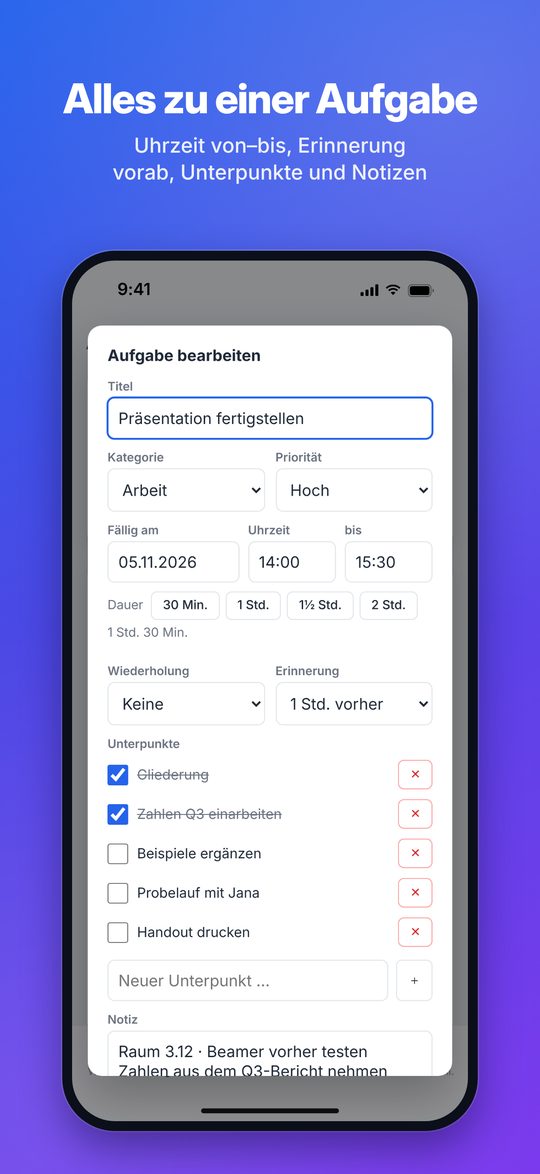 Alles zu einer Aufgabe
Uhrzeit von–bis, Erinnerung
vorab, Unterpunkte und Notizen
9:41
Aufgabe bearbeiten
Titel
Präsentation fertigstellen
Kategorie Priorität
Arbeit Hoch
Fällig am Uhrzeit bis
05.11.2026 14:00 15:30
Dauer 30 Min. 1 Std. 1½ Std. 2 Std.
1 Std. 30 Min.
Wiederholung Erinnerung
Keine 1 Std. vorher
Unterpunkte
Gliederung ×
Zahlen Q3 einarbeiten ×
Beispiele ergänzen ×
Probelauf mit Jana ×
Handout drucken ×
Neuer Unterpunkt ... +
Notiz
Raum 3.12 · Beamer vorher testen
Zahlen aus dem Q3-Bericht nehmen